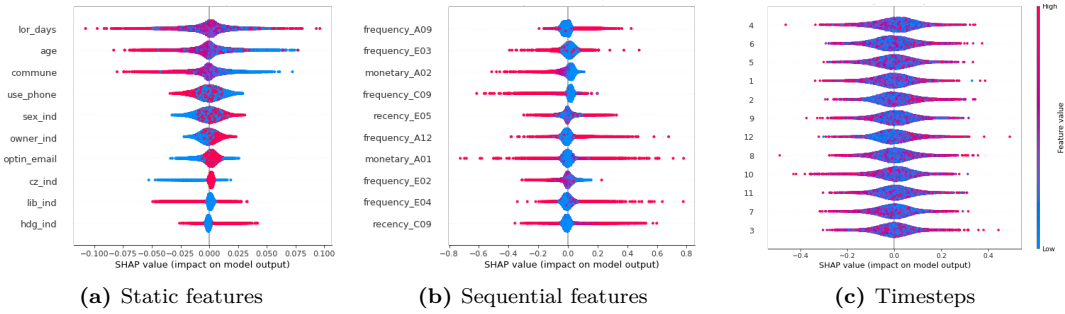 lor_days
age
commune
use_phone
sex_ind
owner_ind
optin_email
cz_ind
lib_ind
hdg_ind
-0.100 -0.075 -0.050 -0.025 0.000 0.025 0.050 0.075 0.100
SHAP value (impact on model output)
(a) Static features
frequency_A09
frequency_E03
monetary_A02
frequency_C09
recency_E05
frequency_A12
monetary_A01
frequency_E02
frequency_E04
recency_C09
−0.8 −0.6 −0.4 −0.2 0.0 0.2 0.4 0.6 0.8
SHAP value (impact on model output)
(b) Sequential features
4
6
5
1
2
9
12
8
10
11
7
3
−0.4 −0.2 0.0 0.2 0.4
SHAP value (impact on model output)
(c) Timesteps
High
Feature value
Low